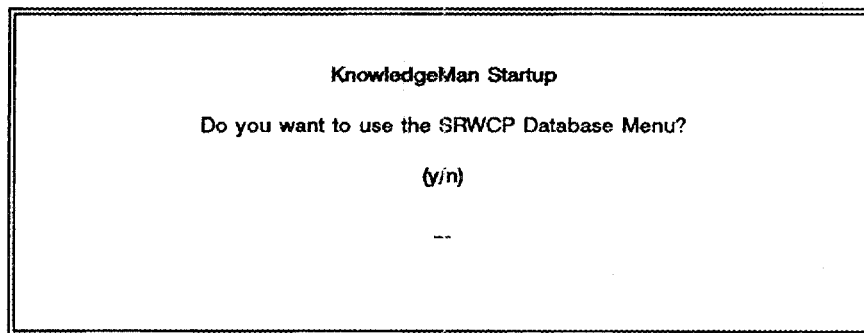 KnowledgeMan Startup
Do you want to use the SRWCP Database Menu?
(y/n)